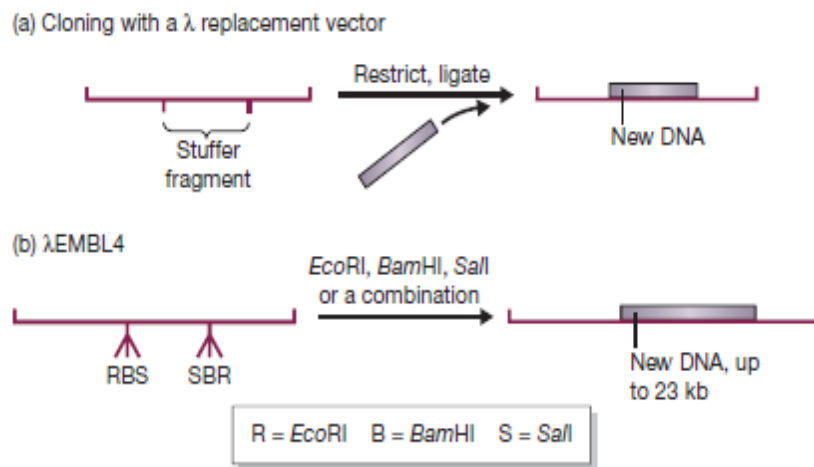 (a) Cloning with a λ replacement vector
Restrict, ligate
Stuffer
fragment
New DNA
(b) λEMBL4
EcoRI, BamHI, SalI
or a combination
RBS SBR
New DNA, up
to 23 kb
R = EcoRI B = BamHI S = SalI